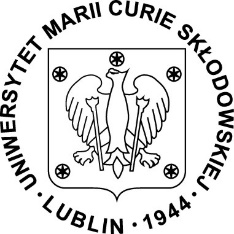 UNIWERSYTET MARII CURIE SKŁODOWSKIEJ
· LUBLIN · 1944 ·